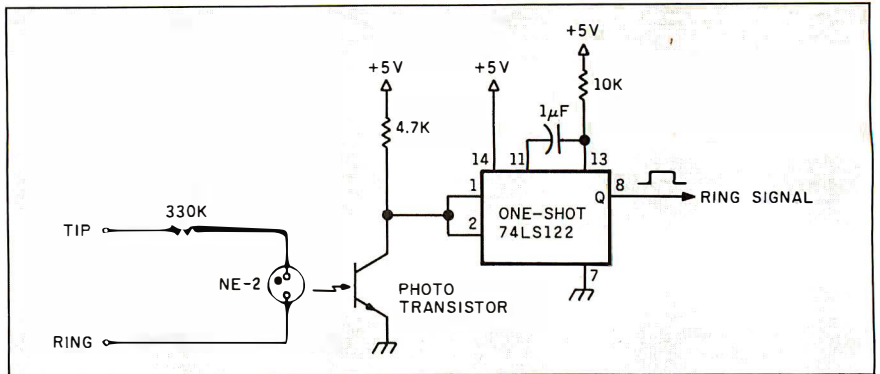 +5V
+5V
+5V
10K
1µF
4.7K
14
11
13
1
2
ONE-SHOT
74LS122
Q
8
RING SIGNAL
7
330K
TIP
NE-2
PHOTO
TRANSISTOR
RING